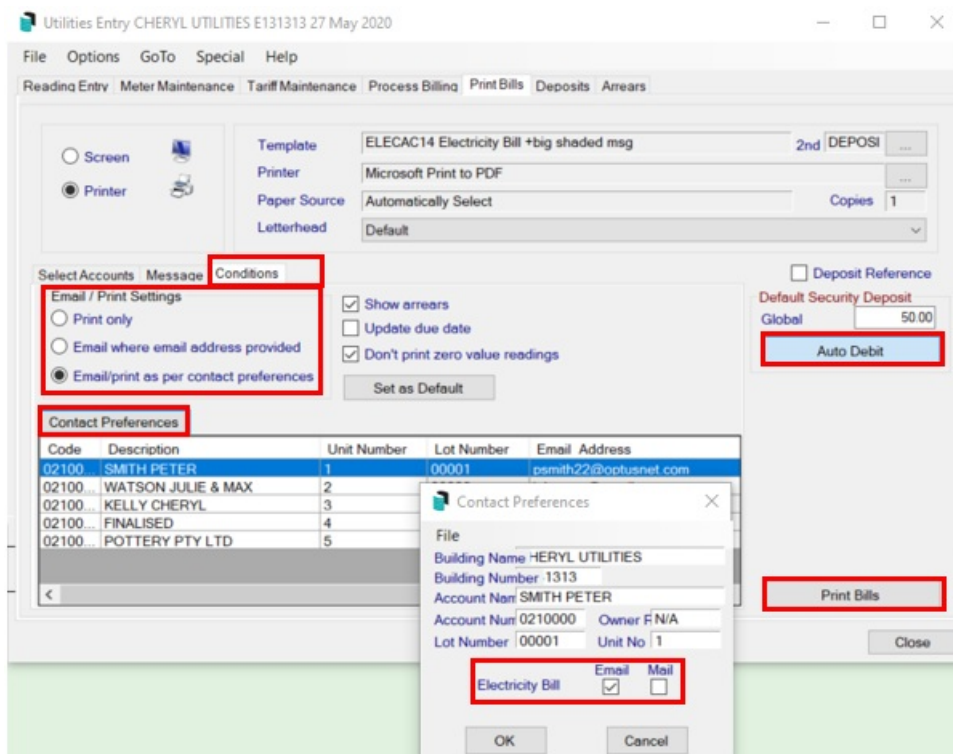 Utilities Entry CHERYL UTILITIES E131313 27 May 2020
File Options GoTo Special Help
Reading Entry Meter Maintenance Tariff Maintenance Process Billing Print Bills Deposits Arrears
Screen
Printer
Template ELECAC14 Electricity Bill +big shaded msg 2nd DEPOSI ...
Printer Microsoft Print to PDF ...
Paper Source Automatically Select Copies 1
Letterhead Default
Select Accounts Message Conditions
Deposit Reference
Email / Print Settings
Print only
Email where email address provided
Email/print as per contact preferences
Show arrears
Update due date
Don't print zero value readings
Set as Default
Default Security Deposit
Global 50.00
Auto Debit
Contact Preferences
Code Description Unit Number Lot Number Email Address
02100... SMITH PETER 1 00001 psmith22@optusnet.com
02100... WATSON JULIE & MAX 2
02100... KELLY CHERYL 3
02100... FINALISED 4
02100... POTTERY PTY LTD 5
Contact Preferences
File
Building Name HERYL UTILITIES
Building Number 1313
Account Nam SMITH PETER
Account Num 0210000 Owner F N/A
Lot Number 00001 Unit No 1
Email Mail
Electricity Bill
OK Cancel
Print Bills
Close